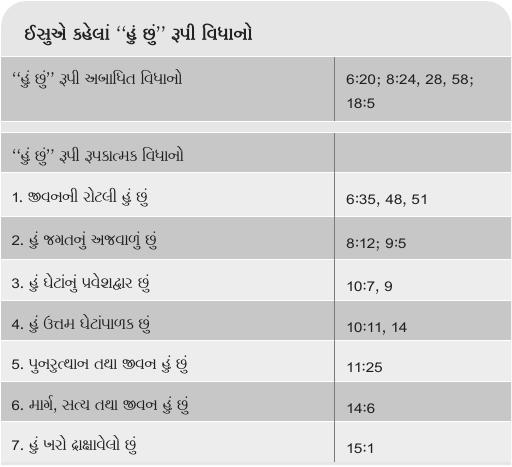 ઈસુએ કહેલાં “હું છું” રૂપી વિધાનો
“હું છું” રૂપી અબાધિત વિધાનો 6:20; 8:24, 28, 58;
18:5
“હું છું” રૂપી રૂપકાત્મક વિધાનો
1. જીવનની રોટલી હું છું 6:35, 48, 51
2. હું જગતનું અજવાળું છું 8:12; 9:5
3. હું ઘેટાંનું પ્રવેશદ્વાર છું 10:7, 9
4. હું ઉત્તમ ઘેટાંપાળક છું 10:11, 14
5. પુનરુત્થાન તથા જીવન હું છું 11:25
6. માર્ગ, સત્ય તથા જીવન હું છું 14:6
7. હું ખરો દ્રાક્ષાવેલો છું 15:1